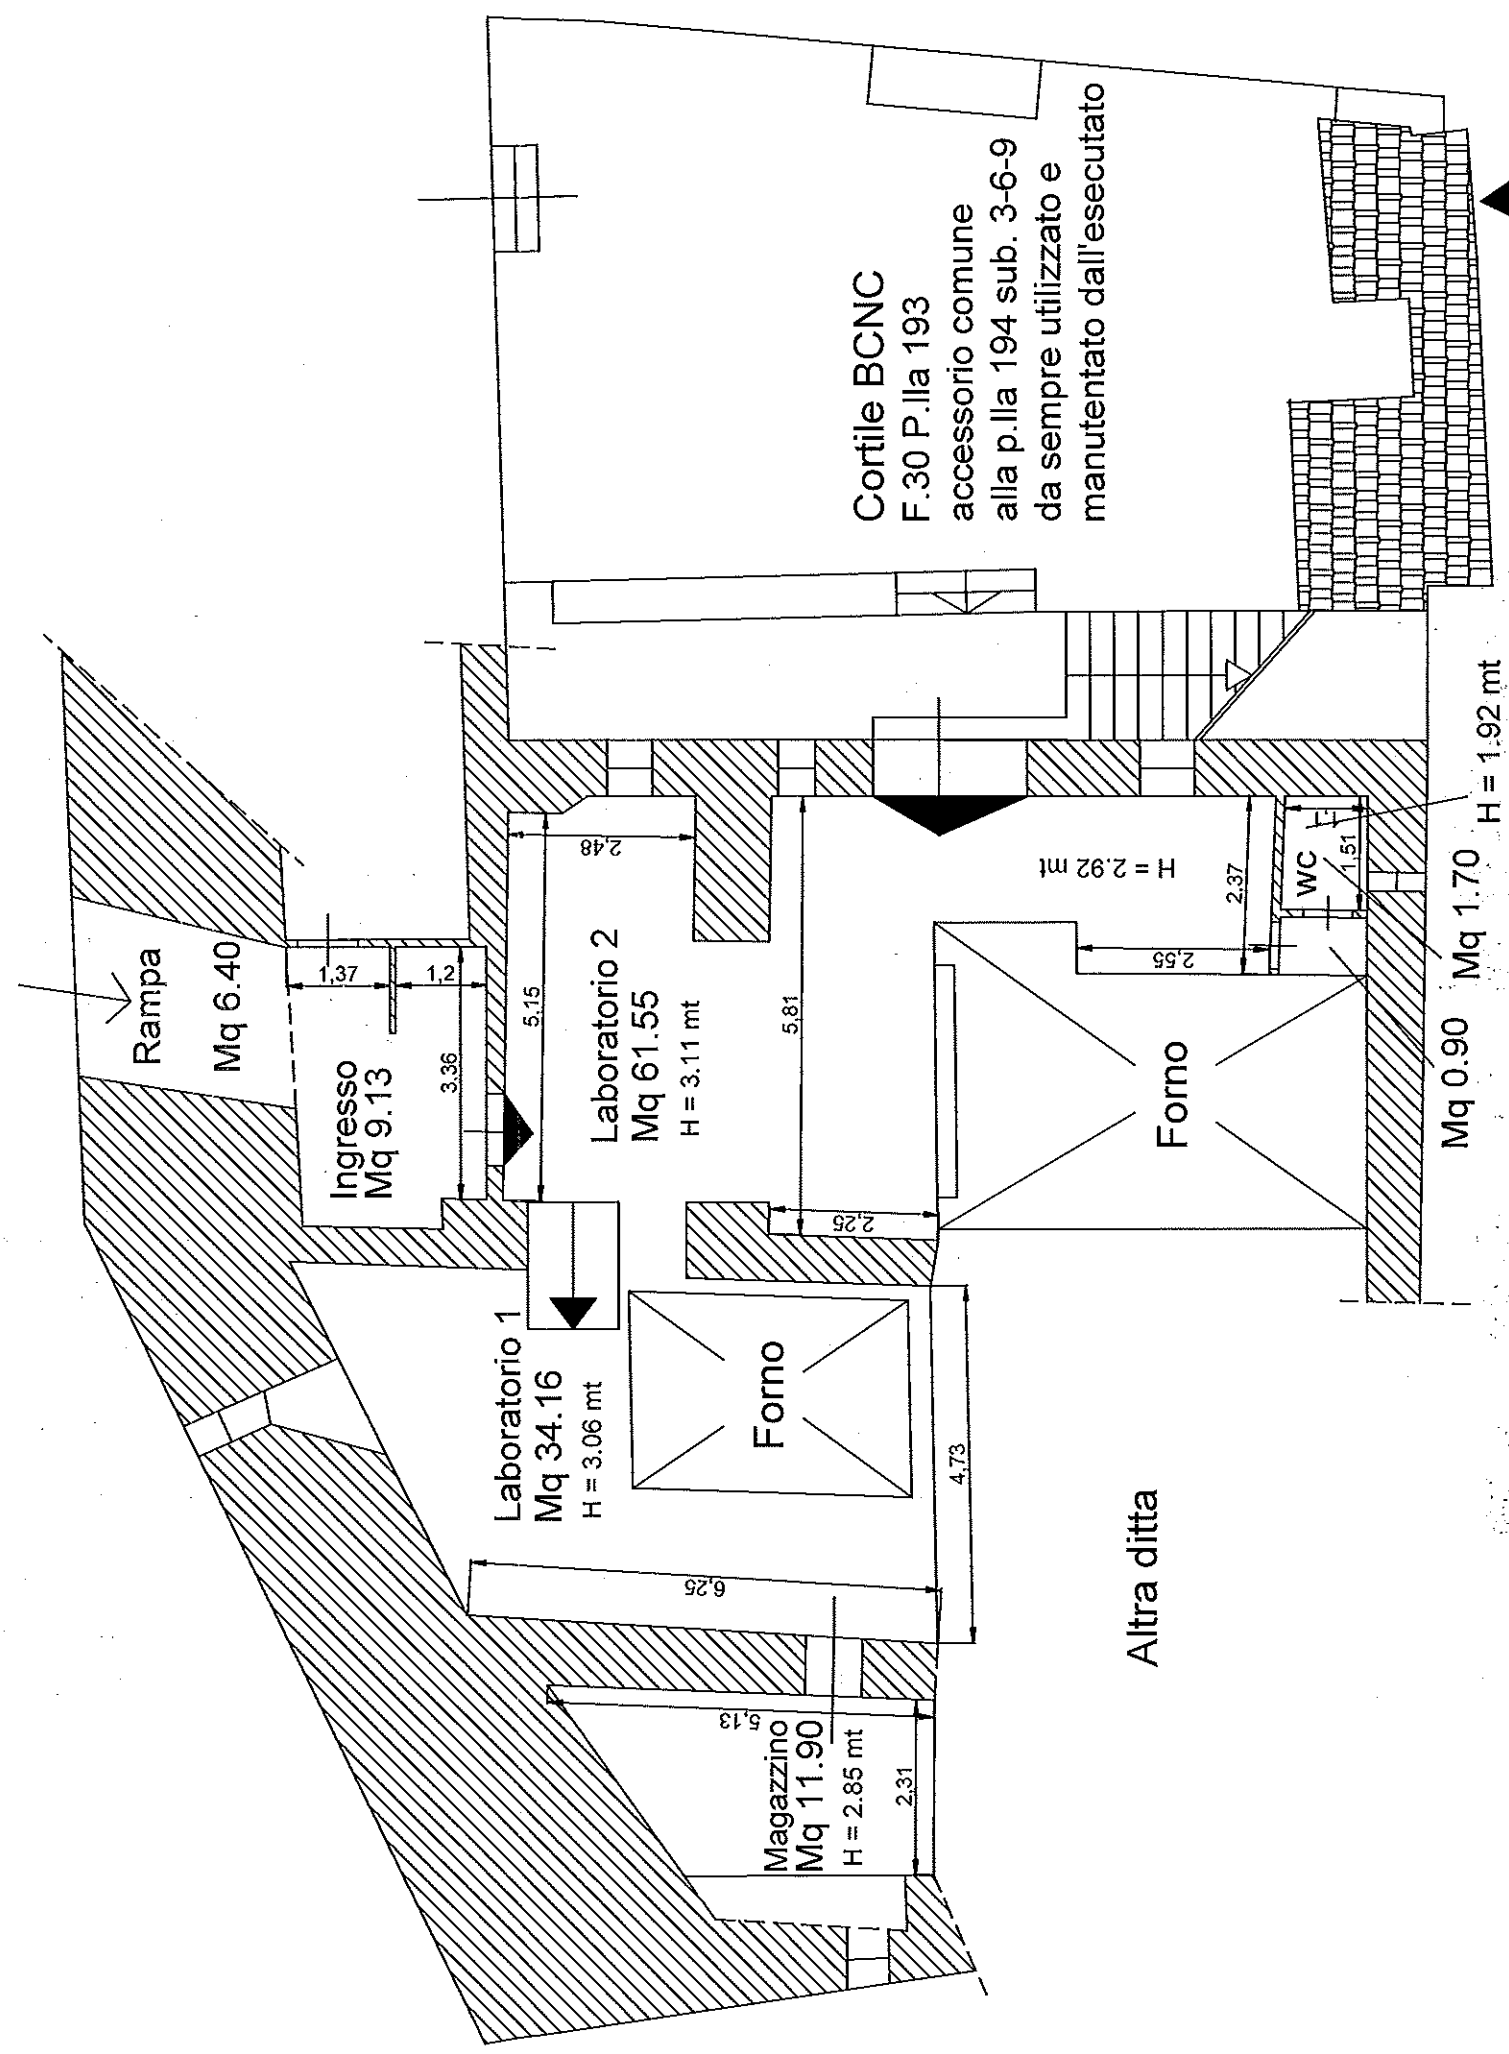 Rampa
Mq 6.40
Ingresso
Mq 9.13
1,37
1,2
3.36
5,15
2,48
Laboratorio 2
Mq 61.55
H = 3.11 mt
5,81
2,25
H = 2.92 mt
2,37
2,55
WC
1,51
Mq 0.90
Mq 1.70
H = 1.92 mt
Forno
Laboratorio 1
Mq 34.16
H = 3.06 mt
Forno
4,73
6,25
5,13
Magazzino
Mq 11.90
H = 2.85 mt
2,31
Altra ditta
Cortile BCNC
F.30 P.lla 193
accessorio comune
alla p.lla 194 sub. 3-6-9
da sempre utilizzato e
manutentato dall'esecutato